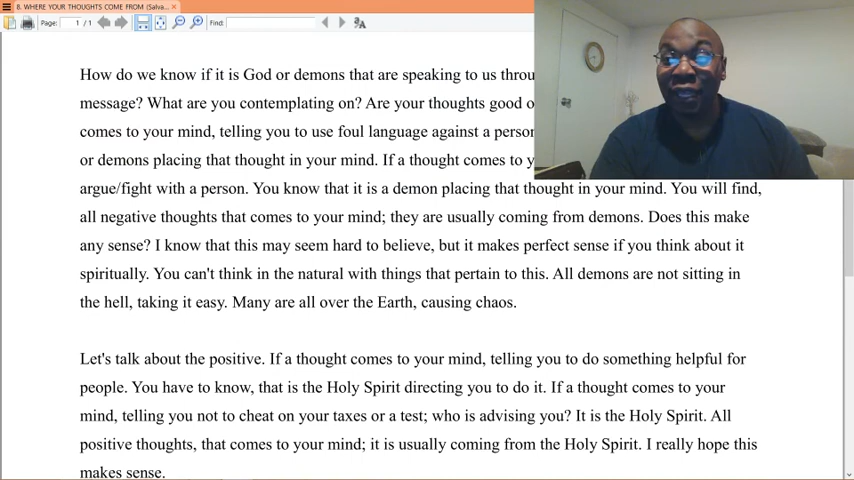 8. WHERE YOUR THOUGHTS COME FROM (Salva...
Page: 1 / 1 Find:
How do we know if it is God or demons that are speaking to us throu
message? What are you contemplating on? Are your thoughts good o
comes to your mind, telling you to use foul language against a person
or demons placing that thought in your mind. If a thought comes to y
argue/fight with a person. You know that it is a demon placing that thought in your mind. You will find,
all negative thoughts that comes to your mind; they are usually coming from demons. Does this make
any sense? I know that this may seem hard to believe, but it makes perfect sense if you think about it
spiritually. You can't think in the natural with things that pertain to this. All demons are not sitting in
the hell, taking it easy. Many are all over the Earth, causing chaos.
Let's talk about the positive. If a thought comes to your mind, telling you to do something helpful for
people. You have to know, that is the Holy Spirit directing you to do it. If a thought comes to your
mind, telling you not to cheat on your taxes or a test; who is advising you? It is the Holy Spirit. All
positive thoughts, that comes to your mind; it is usually coming from the Holy Spirit. I really hope this
makes sense.